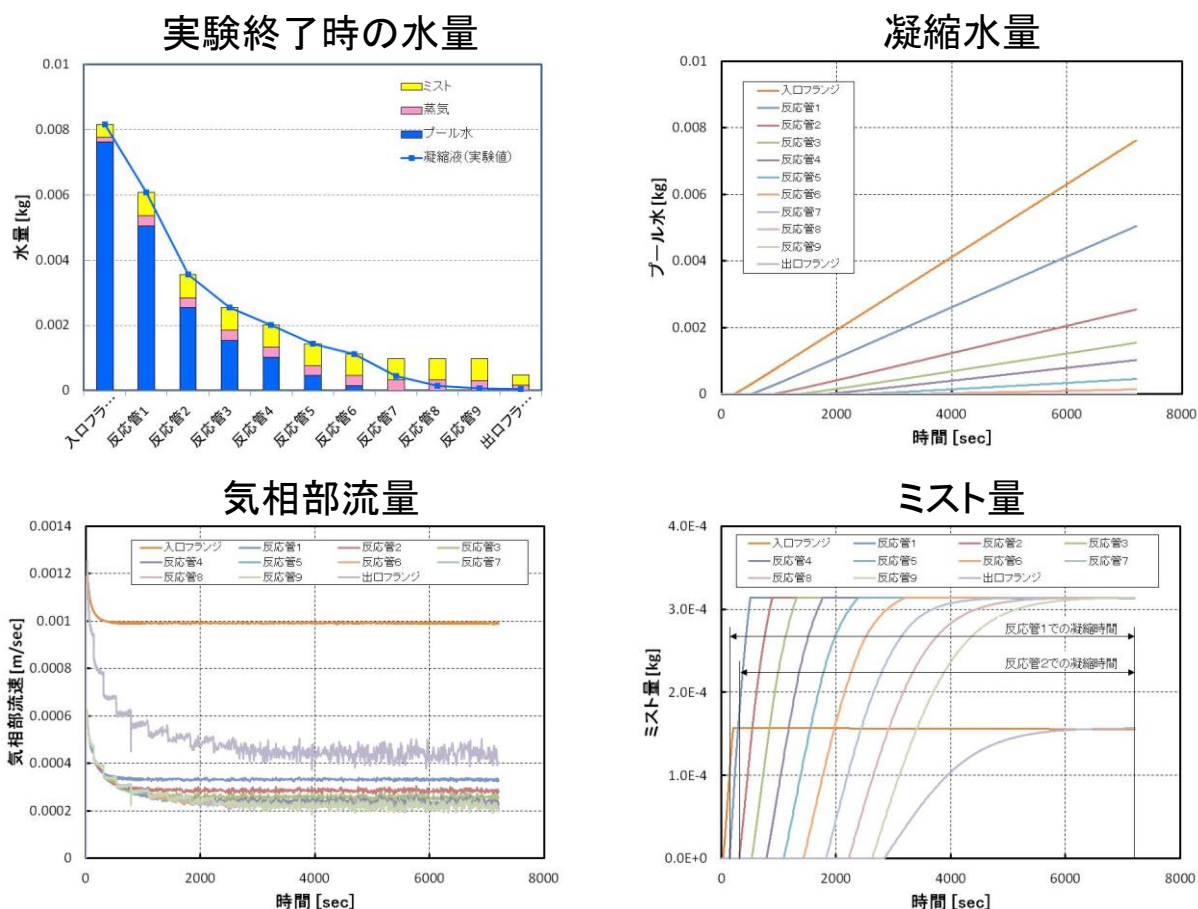 実験終了時の水量
0.01
0.008
0.006
0.004
0.002
0
水量 [kg]
ミスト
蒸気
プール水
凝縮液(実験値)
入口フラ…
反応管1
反応管2
反応管3
反応管4
反応管5
反応管6
反応管7
反応管8
反応管9
出口フラ…
凝縮水量
0.01
0.008
0.006
0.004
0.002
0
プール水 [kg]
入口フランジ
反応管1
反応管2
反応管3
反応管4
反応管5
反応管6
反応管7
反応管8
反応管9
出口フランジ
0 2000 4000 6000 8000
時間 [sec]
気相部流量
0.0014
0.0012
0.001
0.0008
0.0006
0.0004
0.0002
0
気相部流速 [m/sec]
入口フランジ 反応管1 反応管2 反応管3
反応管4 反応管5 反応管6 反応管7
反応管8 反応管9 出口フランジ
0 2000 4000 6000 8000
時間 [sec]
ミスト量
4.0E-4
3.0E-4
2.0E-4
1.0E-4
0.0E+0
ミスト量 [kg]
入口フランジ 反応管1 反応管2 反応管3
反応管4 反応管5 反応管6 反応管7
反応管8 反応管9 出口フランジ
反応管1での凝縮時間
反応管2での凝縮時間
0 2000 4000 6000 8000
時間 [sec]